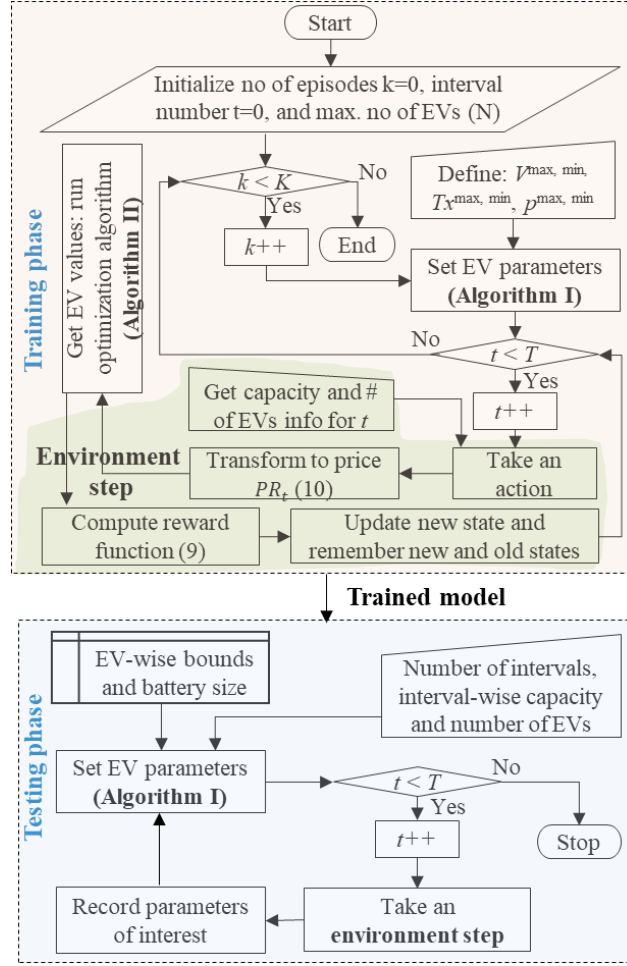 Start
Initialize no of episodes k=0, interval
number t=0, and max. no of EVs (N)
Training phase
Get EV values: run
optimization algorithm
(Algorithm II)
k < K
No
Yes
k++
End
Define: V^max, min,
Tx^max, min, p^max, min
Set EV parameters
(Algorithm I)
No
t < T
Yes
t++
Get capacity and #
of EVs info for t
Environment
step
Transform to price
PR_t (10)
Take an
action
Compute reward
function (9)
Update new state and
remember new and old states
Trained model
Testing phase
EV-wise bounds
and battery size
Number of intervals,
interval-wise capacity
and number of EVs
Set EV parameters
(Algorithm I)
t < T
No
Yes
t++
Stop
Record parameters
of interest
Take an
environment step